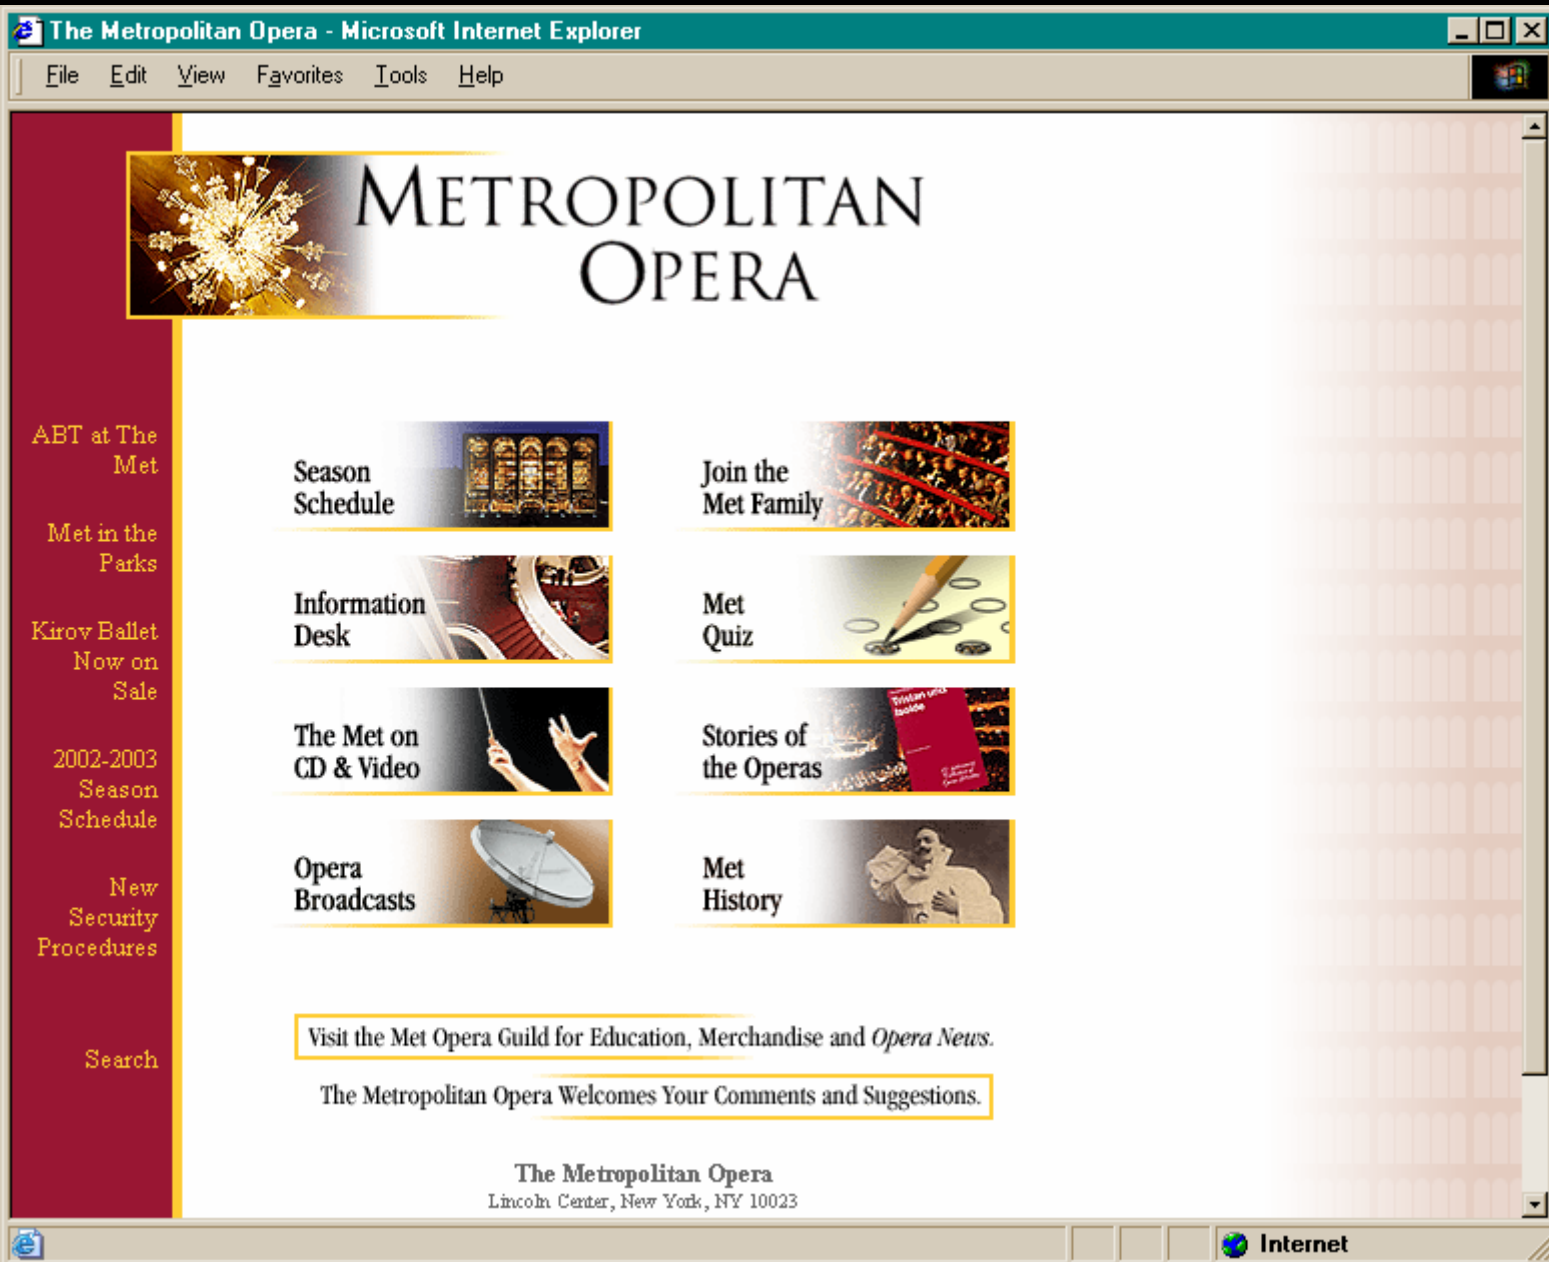 The Metropolitan Opera - Microsoft Internet Explorer
File Edit View Favorites Tools Help
METROPOLITAN
OPERA
ABT at The
Met
Met in the
Parks
Kirov Ballet
Now on
Sale
2002-2003
Season
Schedule
New
Security
Procedures
Search
Season
Schedule
Join the
Met Family
Information
Desk
Met
Quiz
The Met on
CD & Video
Stories of
the Operas
Tristan und
Isolde
Opera
Broadcasts
Met
History
Visit the Met Opera Guild for Education, Merchandise and Opera News.
The Metropolitan Opera Welcomes Your Comments and Suggestions.
The Metropolitan Opera
Lincoln Center, New York, NY 10023
Internet